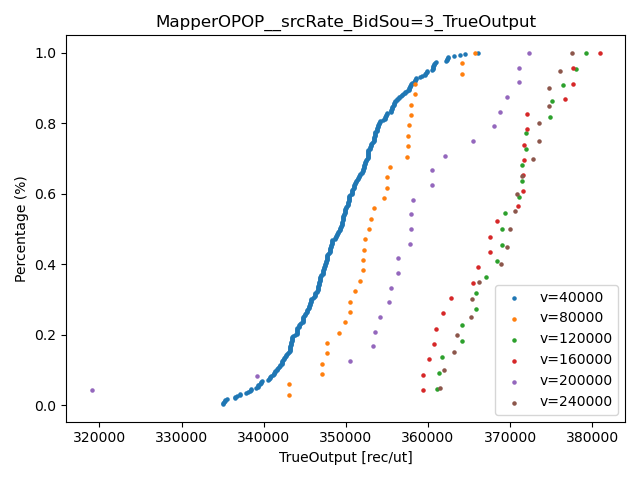 MapperOPOP__srcRate_BidSou=3_TrueOutput
Percentage (%)
1.0
0.8
0.6
0.4
0.2
0.0
v=40000
v=80000
v=120000
v=160000
v=200000
v=240000
320000 330000 340000 350000 360000 370000 380000
TrueOutput [rec/ut]